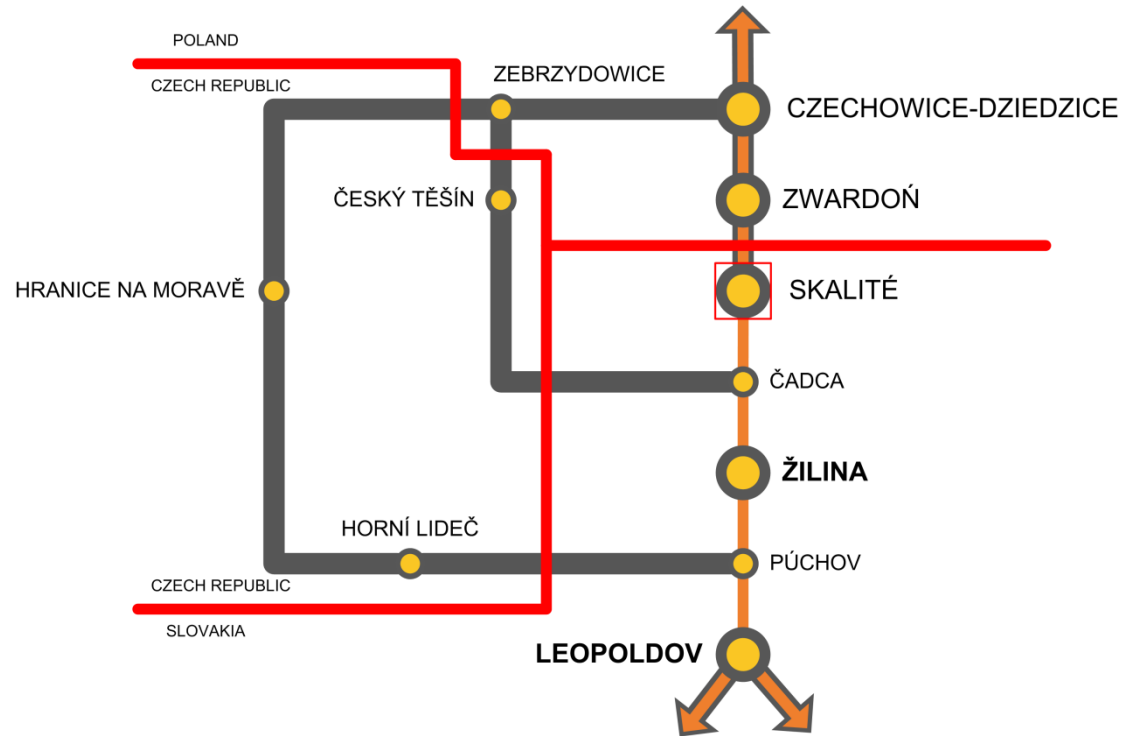 POLAND
CZECH REPUBLIC
ZEBRZYDOWICE
CZECHOWICE-DZIEDZICE
ČESKÝ TĚŠÍN
ZWARDOŃ
HRANICE NA MORAVĚ
SKALITÉ
ČADCA
ŽILINA
HORNÍ LIDEČ
PÚCHOV
CZECH REPUBLIC
SLOVAKIA
LEOPOLDOV